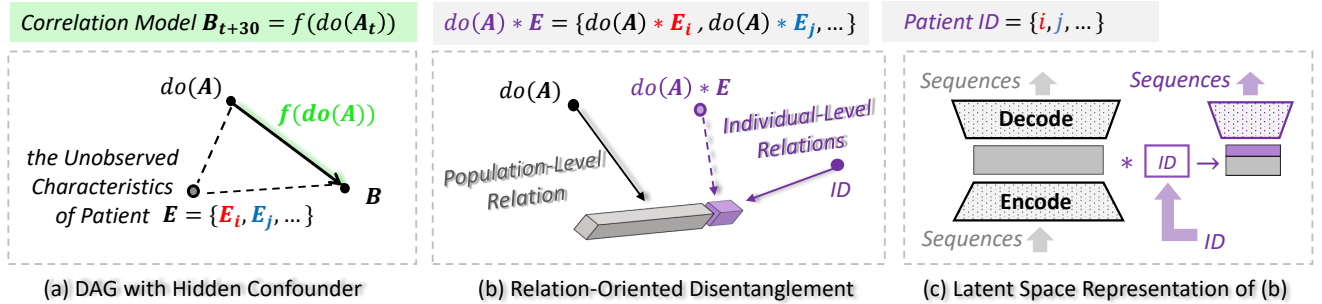 Correlation Model B_{t+30} = f(do(A_t))
do(A) ∗ E = {do(A) ∗ E_i , do(A) ∗ E_j, … }
Patient ID = {i, j, … }
do(A)
f(do(A))
the Unobserved
Characteristics
of Patient E = {E_i, E_j, … }
B
do(A)
do(A) ∗ E
Individual-Level
Relations
Population-Level
Relation
ID
Sequences
Sequences
Decode
∗ ID →
Encode
Sequences
ID
(a) DAG with Hidden Confounder
(b) Relation-Oriented Disentanglement
(c) Latent Space Representation of (b)